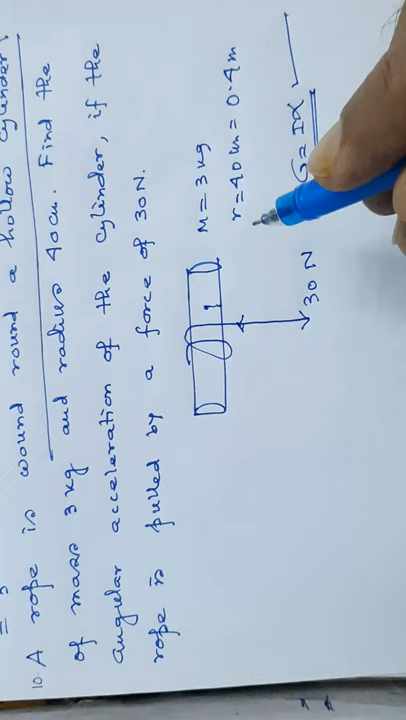 10 A rope is wound round a hollow cylinder
of mass 3 kg and radius 40 cm. Find the
angular acceleration of the cylinder, if the
rope is pulled by a force of 30 N.
M = 3 kg
r = 40 cm = 0.4 m
30 N
G = Iα